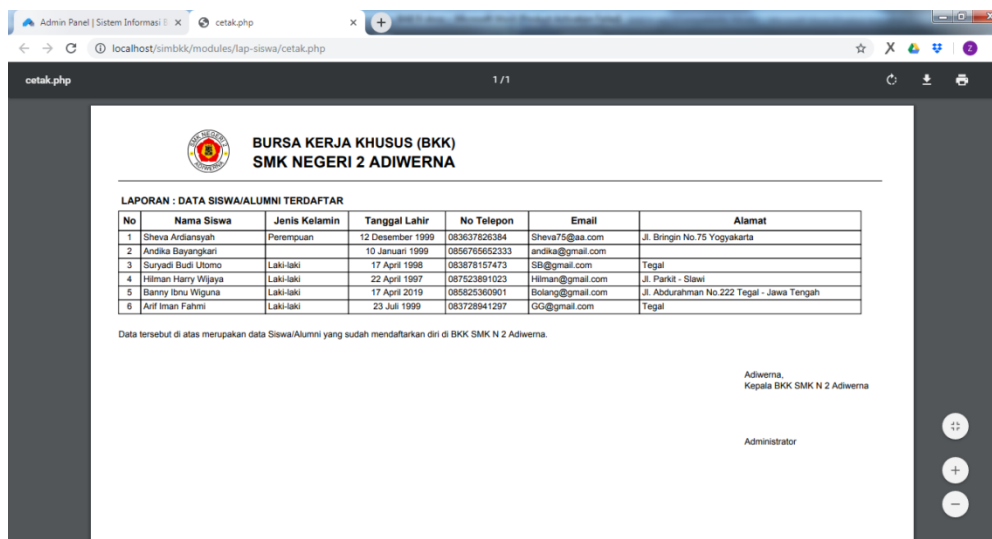 Admin Panel | Sistem Informasi
cetak.php
localhost/simbkk/modules/lap-siswa/cetak.php
Z
cetak.php
1/1
SMK NEGERI 2
ADIWERNA
BURSA KERJA KHUSUS (BKK)
SMK NEGERI 2 ADIWERNA
LAPORAN : DATA SISWA/ALUMNI TERDAFTAR
No Nama Siswa Jenis Kelamin Tanggal Lahir No Telepon Email Alamat
1 Sheva Ardiansyah Perempuan 12 Desember 1999 083637826384 Sheva75@aa.com Jl. Bringin No.75 Yogyakarta
2 Andika Bayangkari 10 Januari 1999 0856765652333 andika@gmail.com
3 Suryadi Budi Utomo Laki-laki 17 April 1998 083878157473 SB@gmail.com Tegal
4 Hilman Harry Wijaya Laki-laki 22 April 1997 087523891023 Hilman@gmail.com Jl. Parkit - Slawi
5 Banny Ibnu Wiguna Laki-laki 17 April 2019 085825360901 Bolang@gmail.com Jl. Abdurahman No.222 Tegal - Jawa Tengah
6 Arif Iman Fahmi Laki-laki 23 Juli 1999 083728941297 GG@gmail.com Tegal
Data tersebut di atas merupakan data Siswa/Alumni yang sudah mendaftarkan diri di BKK SMK N 2 Adiwerna.
Adiwerna,
Kepala BKK SMK N 2 Adiwerna
Administrator